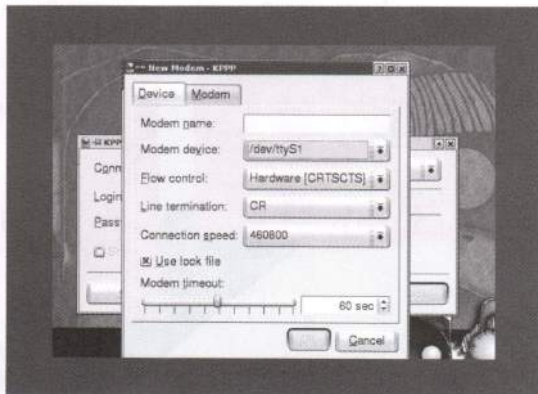 New Modem - KPPP
Device Modem
Modem name:
Modem device: /dev/ttyS1
Flow control: Hardware [CRTSCTS]
Line termination: CR
Connection speed: 460800
Use lock file
Modem timeout:
60 sec
Cancel
KPPP
Conn
Login
Pass